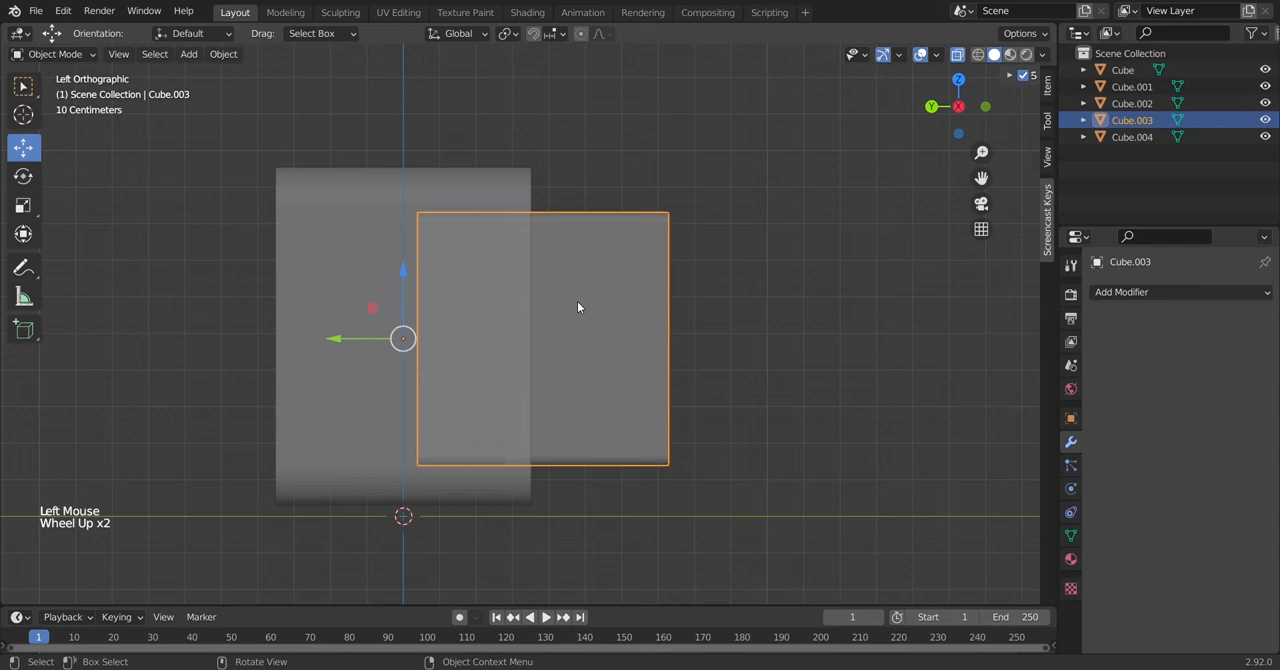 File Edit Render Window Help Layout Modeling Sculpting UV Editing Texture Paint Shading Animation Rendering Compositing Scripting + Scene View Layer
Orientation: Default Drag: Select Box Global Options
Object Mode View Select Add Object
Left Orthographic
(1) Scene Collection | Cube.003
10 Centimeters
Z
Y
X
5
Item
Tool
View
Screencast Keys
Scene Collection
Cube
Cube.001
Cube.002
Cube.003
Cube.004
Cube.003
Add Modifier
Left Mouse
Wheel Up x2
Playback Keying View Marker 1 Start 1 End 250
1 10 20 30 40 50 60 70 80 90 100 110 120 130 140 150 160 170 180 190 200 210 220 230 240 250
Select Box Select Rotate View Object Context Menu 2.92.0